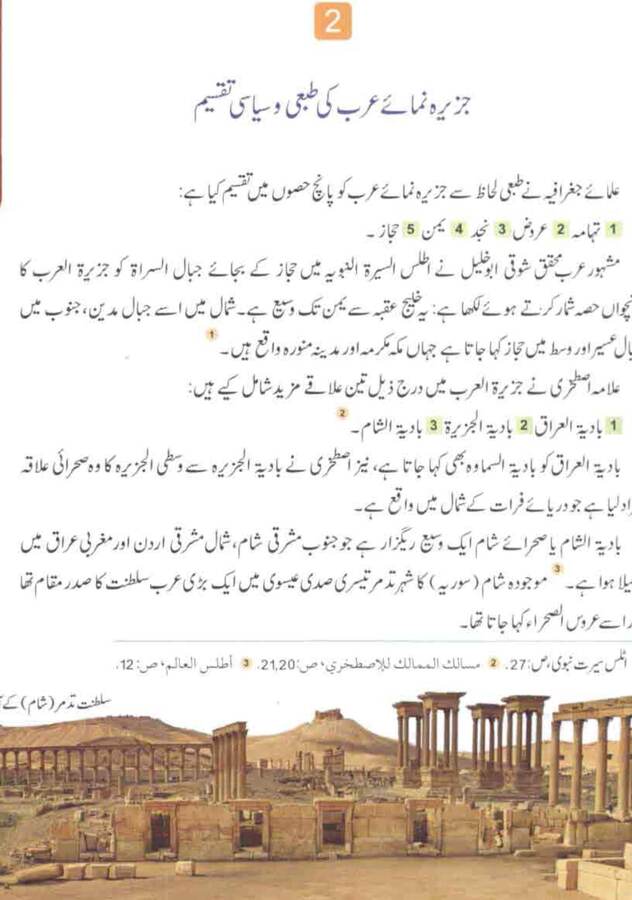 2
جزیرہ نمائے عرب کی طبعی و سیاسی تقسیم
علمائے جغرافیہ نے طبعی لحاظ سے جزیرہ نمائے عرب کو پانچ حصوں میں تقسیم کیا ہے:
1 تہامہ 2 عروض 3 نجد 4 یمن 5 حجاز ۔
مشہور عرب محقق شوقی ابوخلیل نے اطلس السیرۃ النبویہ میں حجاز کے بجائے جبال السراۃ کو جزیرۃ العرب کا
نچواں حصہ شمار کرتے ہوئے لکھا ہے: یہ خلیج عقبہ سے یمن تک وسیع ہے۔ شمال میں اسے جبال مدین، جنوب میں
بال عسیر اور وسط میں حجاز کہا جاتا ہے جہاں مکہ مکرمہ اور مدینہ منورہ واقع ہیں۔ 1
علامہ اصطخری نے جزیرۃ العرب میں درج ذیل تین علاقے مزید شامل کیے ہیں:
1 بادیۃ العراق 2 بادیۃ الجزیرۃ 3 بادیۃ الشام۔ 2
بادیۃ العراق کو بادیۃ السماوہ بھی کہا جاتا ہے، نیز اصطخری نے بادیۃ الجزیرہ سے وسطی الجزیرہ کا وہ صحرائی علاقہ
راد لیا ہے جو دریائے فرات کے شمال میں واقع ہے۔
بادیۃ الشام یا صحرائے شام ایک وسیع ریگزار ہے جو جنوب مشرقی شام، شمال مشرقی اردن اور مغربی عراق میں
یلا ہوا ہے۔ 3 موجودہ شام (سوریہ) کا شہر تدمر تیسری صدی عیسوی میں ایک بڑی عرب سلطنت کا صدر مقام تھا
را سے عروس الصحراء کہا جاتا تھا۔
اٹلس سیرت نبوی، ص:27. 2 مسالك الممالك للإصطخري، ص:21,20. 3 أطلس العالم، ص:12.
سلطنت تدمر (شام) کے آ